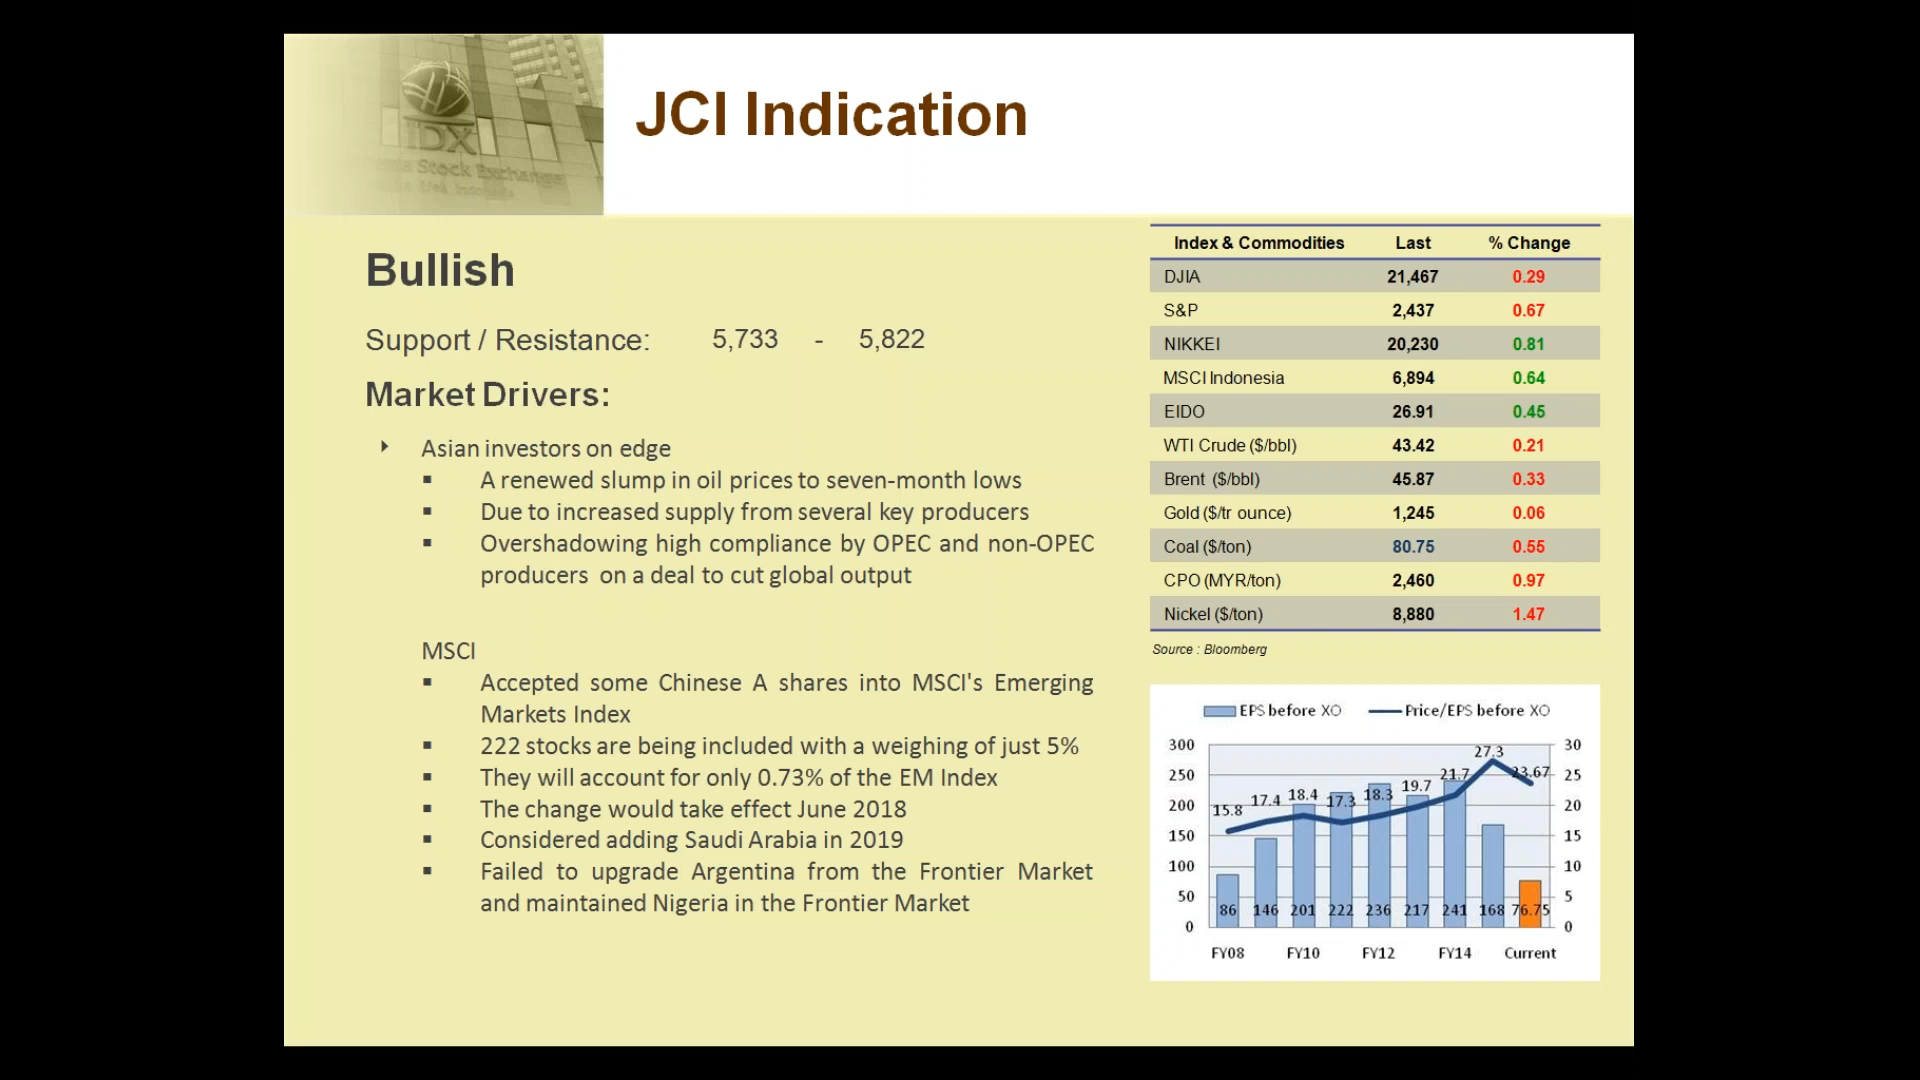 IDX
Stock Exchange
JCI Indication
Bullish
Support / Resistance: 5,733 - 5,822
Market Drivers:
Asian investors on edge
A renewed slump in oil prices to seven-month lows
Due to increased supply from several key producers
Overshadowing high compliance by OPEC and non-OPEC
producers on a deal to cut global output
MSCI
Accepted some Chinese A shares into MSCI's Emerging
Markets Index
222 stocks are being included with a weighing of just 5%
They will account for only 0.73% of the EM Index
The change would take effect June 2018
Considered adding Saudi Arabia in 2019
Failed to upgrade Argentina from the Frontier Market
and maintained Nigeria in the Frontier Market
Index & Commodities Last % Change
DJIA 21,467 0.29
S&P 2,437 0.67
NIKKEI 20,230 0.81
MSCI Indonesia 6,894 0.64
EIDO 26.91 0.45
WTI Crude ($/bbl) 43.42 0.21
Brent ($/bbl) 45.87 0.33
Gold ($/tr ounce) 1,245 0.06
Coal ($/ton) 80.75 0.55
CPO (MYR/ton) 2,460 0.97
Nickel ($/ton) 8,880 1.47
Source : Bloomberg
EPS before XO Price/EPS before XO
300 250 200 150 100 50 0
15.8 17.4 18.4 17.3 18.3 19.7 21.7 27.3 23.67
30 25 20 15 10 5 0
86 146 201 222 236 217 241 168 76.75
FY08 FY10 FY12 FY14 Current